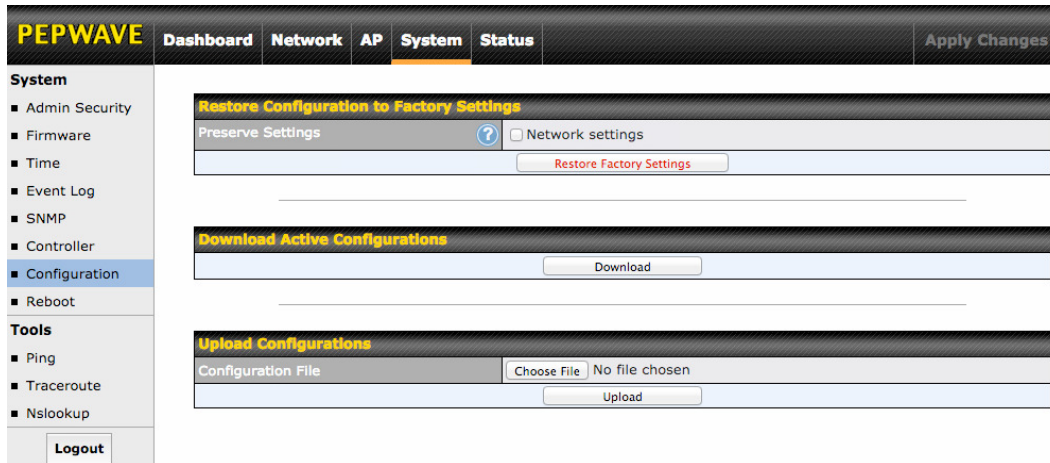 PEPWAVE
Dashboard Network AP System Status Apply Changes
System
Admin Security
Firmware
Time
Event Log
SNMP
Controller
Configuration
Reboot
Tools
Ping
Traceroute
Nslookup
Logout
Restore Configuration to Factory Settings
Preserve Settings ? Network settings
Restore Factory Settings
Download Active Configurations
Download
Upload Configurations
Configuration File Choose File No file chosen
Upload